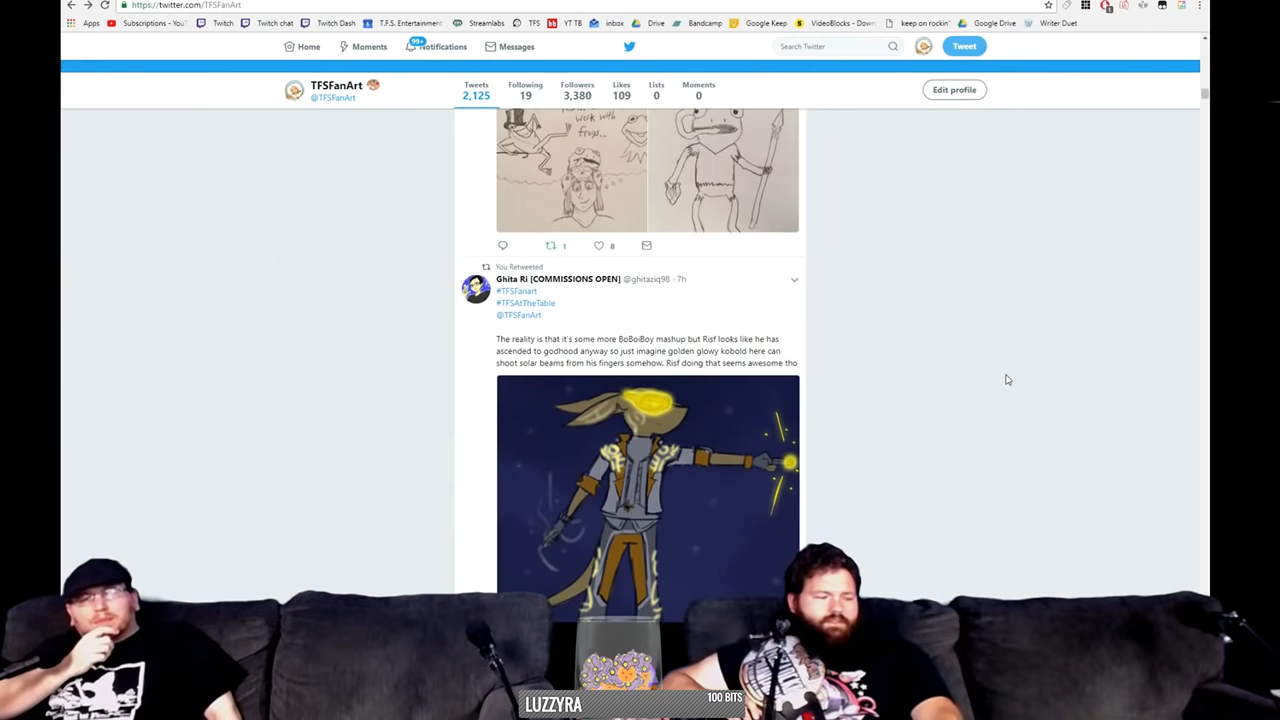 https://twitter.com/TFSFanArt
Apps Subscriptions - You Twitch Twitch chat Twitch Dash T.F.S. Entertainment Streamlabs TFS YT TB inbox Drive Bandcamp Google Keep VideoBlocks - Down keep on rockin' Google Drive Writer Duet
Home Moments 99+ Notifications Messages Search Twitter Tweet
TFSFanArt
@TFSFanArt
Tweets Following Followers Likes Lists Moments
2,125 19 3,380 109 0 0
Edit profile
work with
frogs...
1 8
You Retweeted
Ghita Ri [COMMISSIONS OPEN] @ghitaziq98 · 7h
#TFSFanart
#TFSAtTheTable
@TFSFanArt
The reality is that it's some more BoBoiBoy mashup but Risf looks like he has
ascended to godhood anyway so just imagine golden glowy kobold here can
shoot solar beams from his fingers somehow. Risf doing that seems awesome tho
LUZZYRA 100 BITS